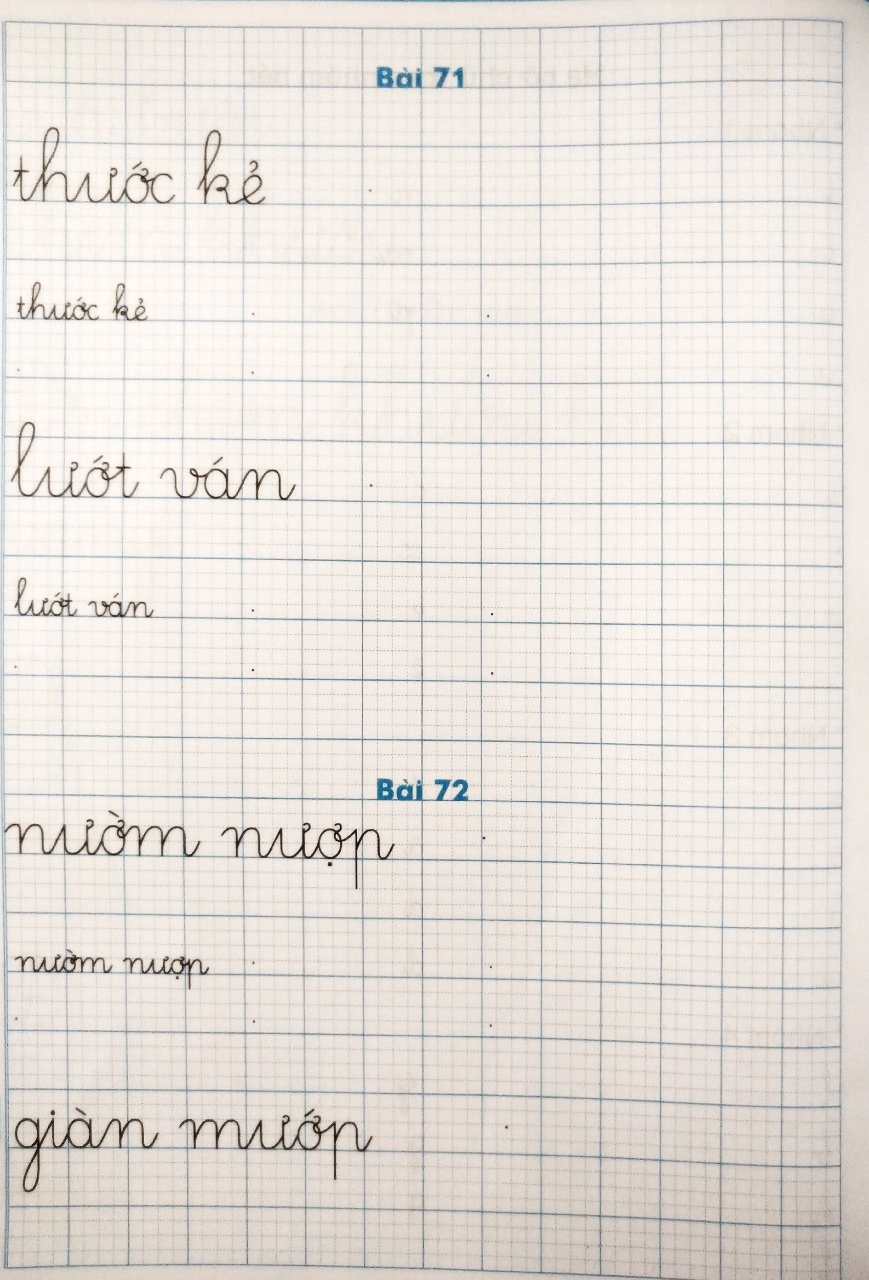 Bài 71
thước kẻ
thước kẻ
lướt ván
lướt ván
Bài 72
nườm nượp
nườm nượp
giàn mướp